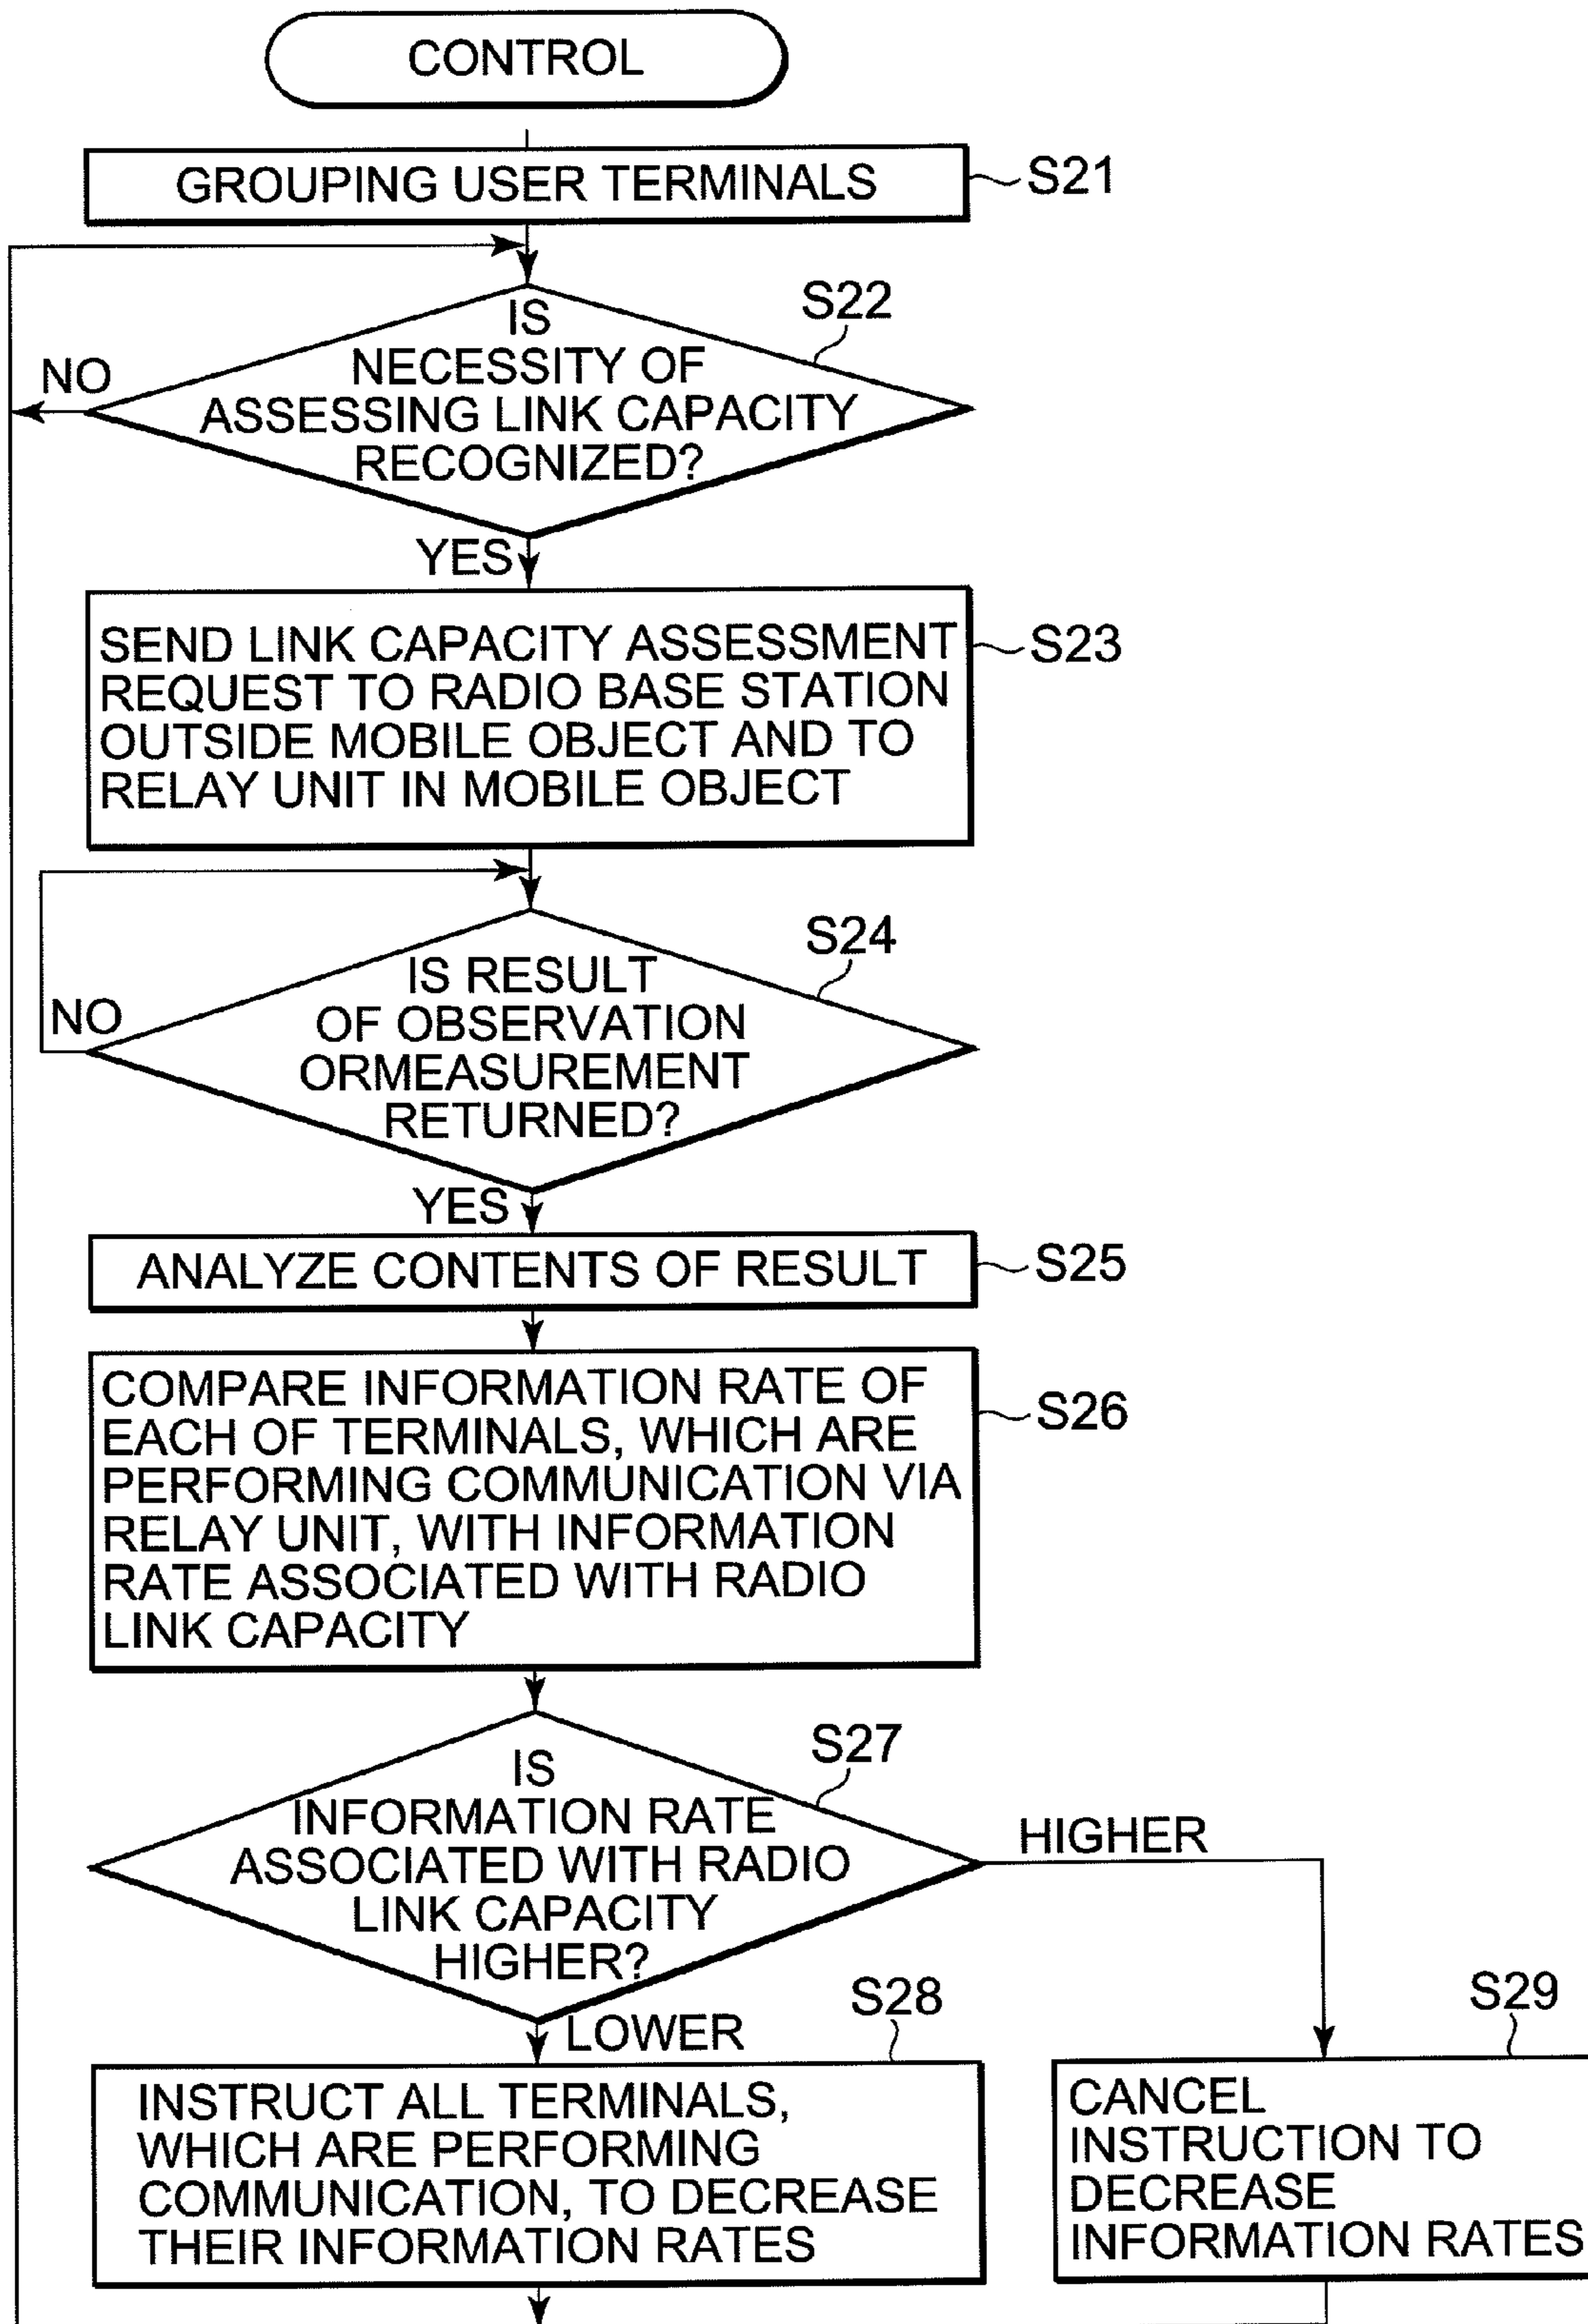 CONTROL
GROUPING USER TERMINALS
S21
S22
IS
NECESSITY OF
ASSESSING LINK CAPACITY
RECOGNIZED?
NO
YES
SEND LINK CAPACITY ASSESSMENT
REQUEST TO RADIO BASE STATION
OUTSIDE MOBILE OBJECT AND TO
RELAY UNIT IN MOBILE OBJECT
S23
S24
IS RESULT
OF OBSERVATION
ORMEASUREMENT
RETURNED?
NO
YES
ANALYZE CONTENTS OF RESULT
S25
COMPARE INFORMATION RATE OF
EACH OF TERMINALS, WHICH ARE
PERFORMING COMMUNICATION VIA
RELAY UNIT, WITH INFORMATION
RATE ASSOCIATED WITH RADIO
LINK CAPACITY
S26
S27
IS
INFORMATION RATE
ASSOCIATED WITH RADIO
LINK CAPACITY
HIGHER?
HIGHER
LOWER
S28
INSTRUCT ALL TERMINALS,
WHICH ARE PERFORMING
COMMUNICATION, TO DECREASE
THEIR INFORMATION RATES
S29
CANCEL
INSTRUCTION TO
DECREASE
INFORMATION RATES